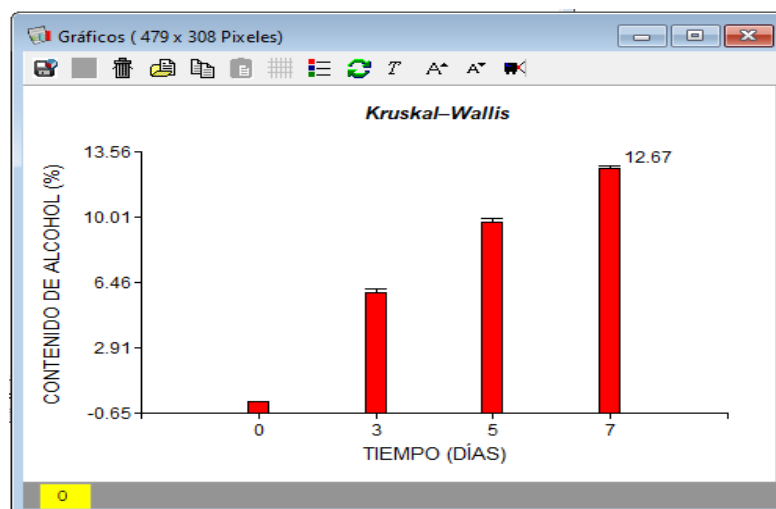 Gráficos ( 479 x 308 Pixeles)
T A A
Kruskal–Wallis
13.56
12.67
10.01
6.46
2.91
-0.65
CONTENIDO DE ALCOHOL (%)
0 3 5 7
TIEMPO (DÍAS)
0